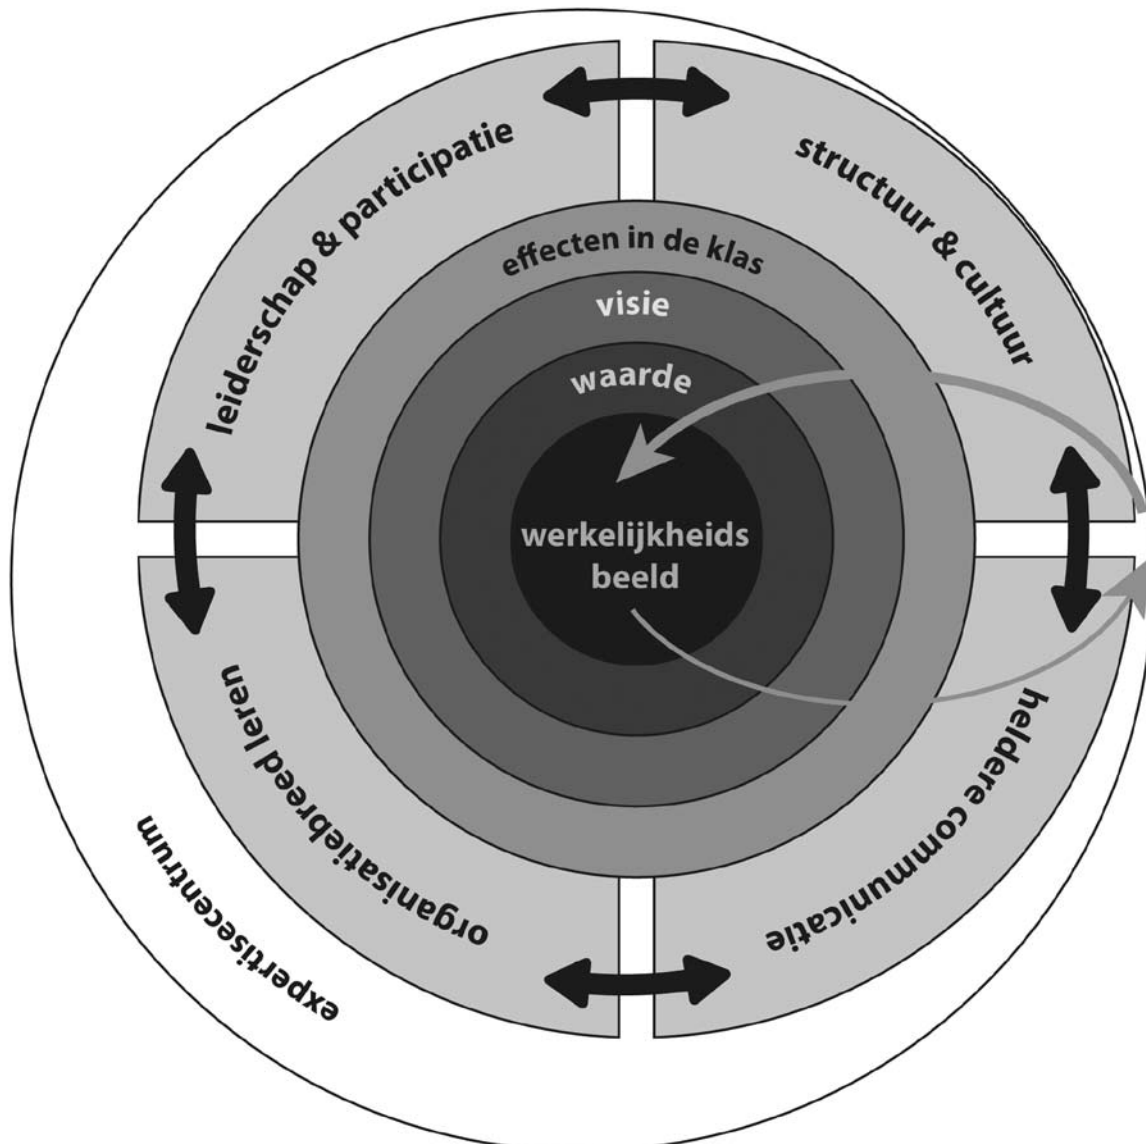 leiderschap & participatie
structuur & cultuur
effecten in de klas
visie
waarde
werkelijkheids
beeld
organisatiebreed leren
heldere communicatie
expertisecentrum